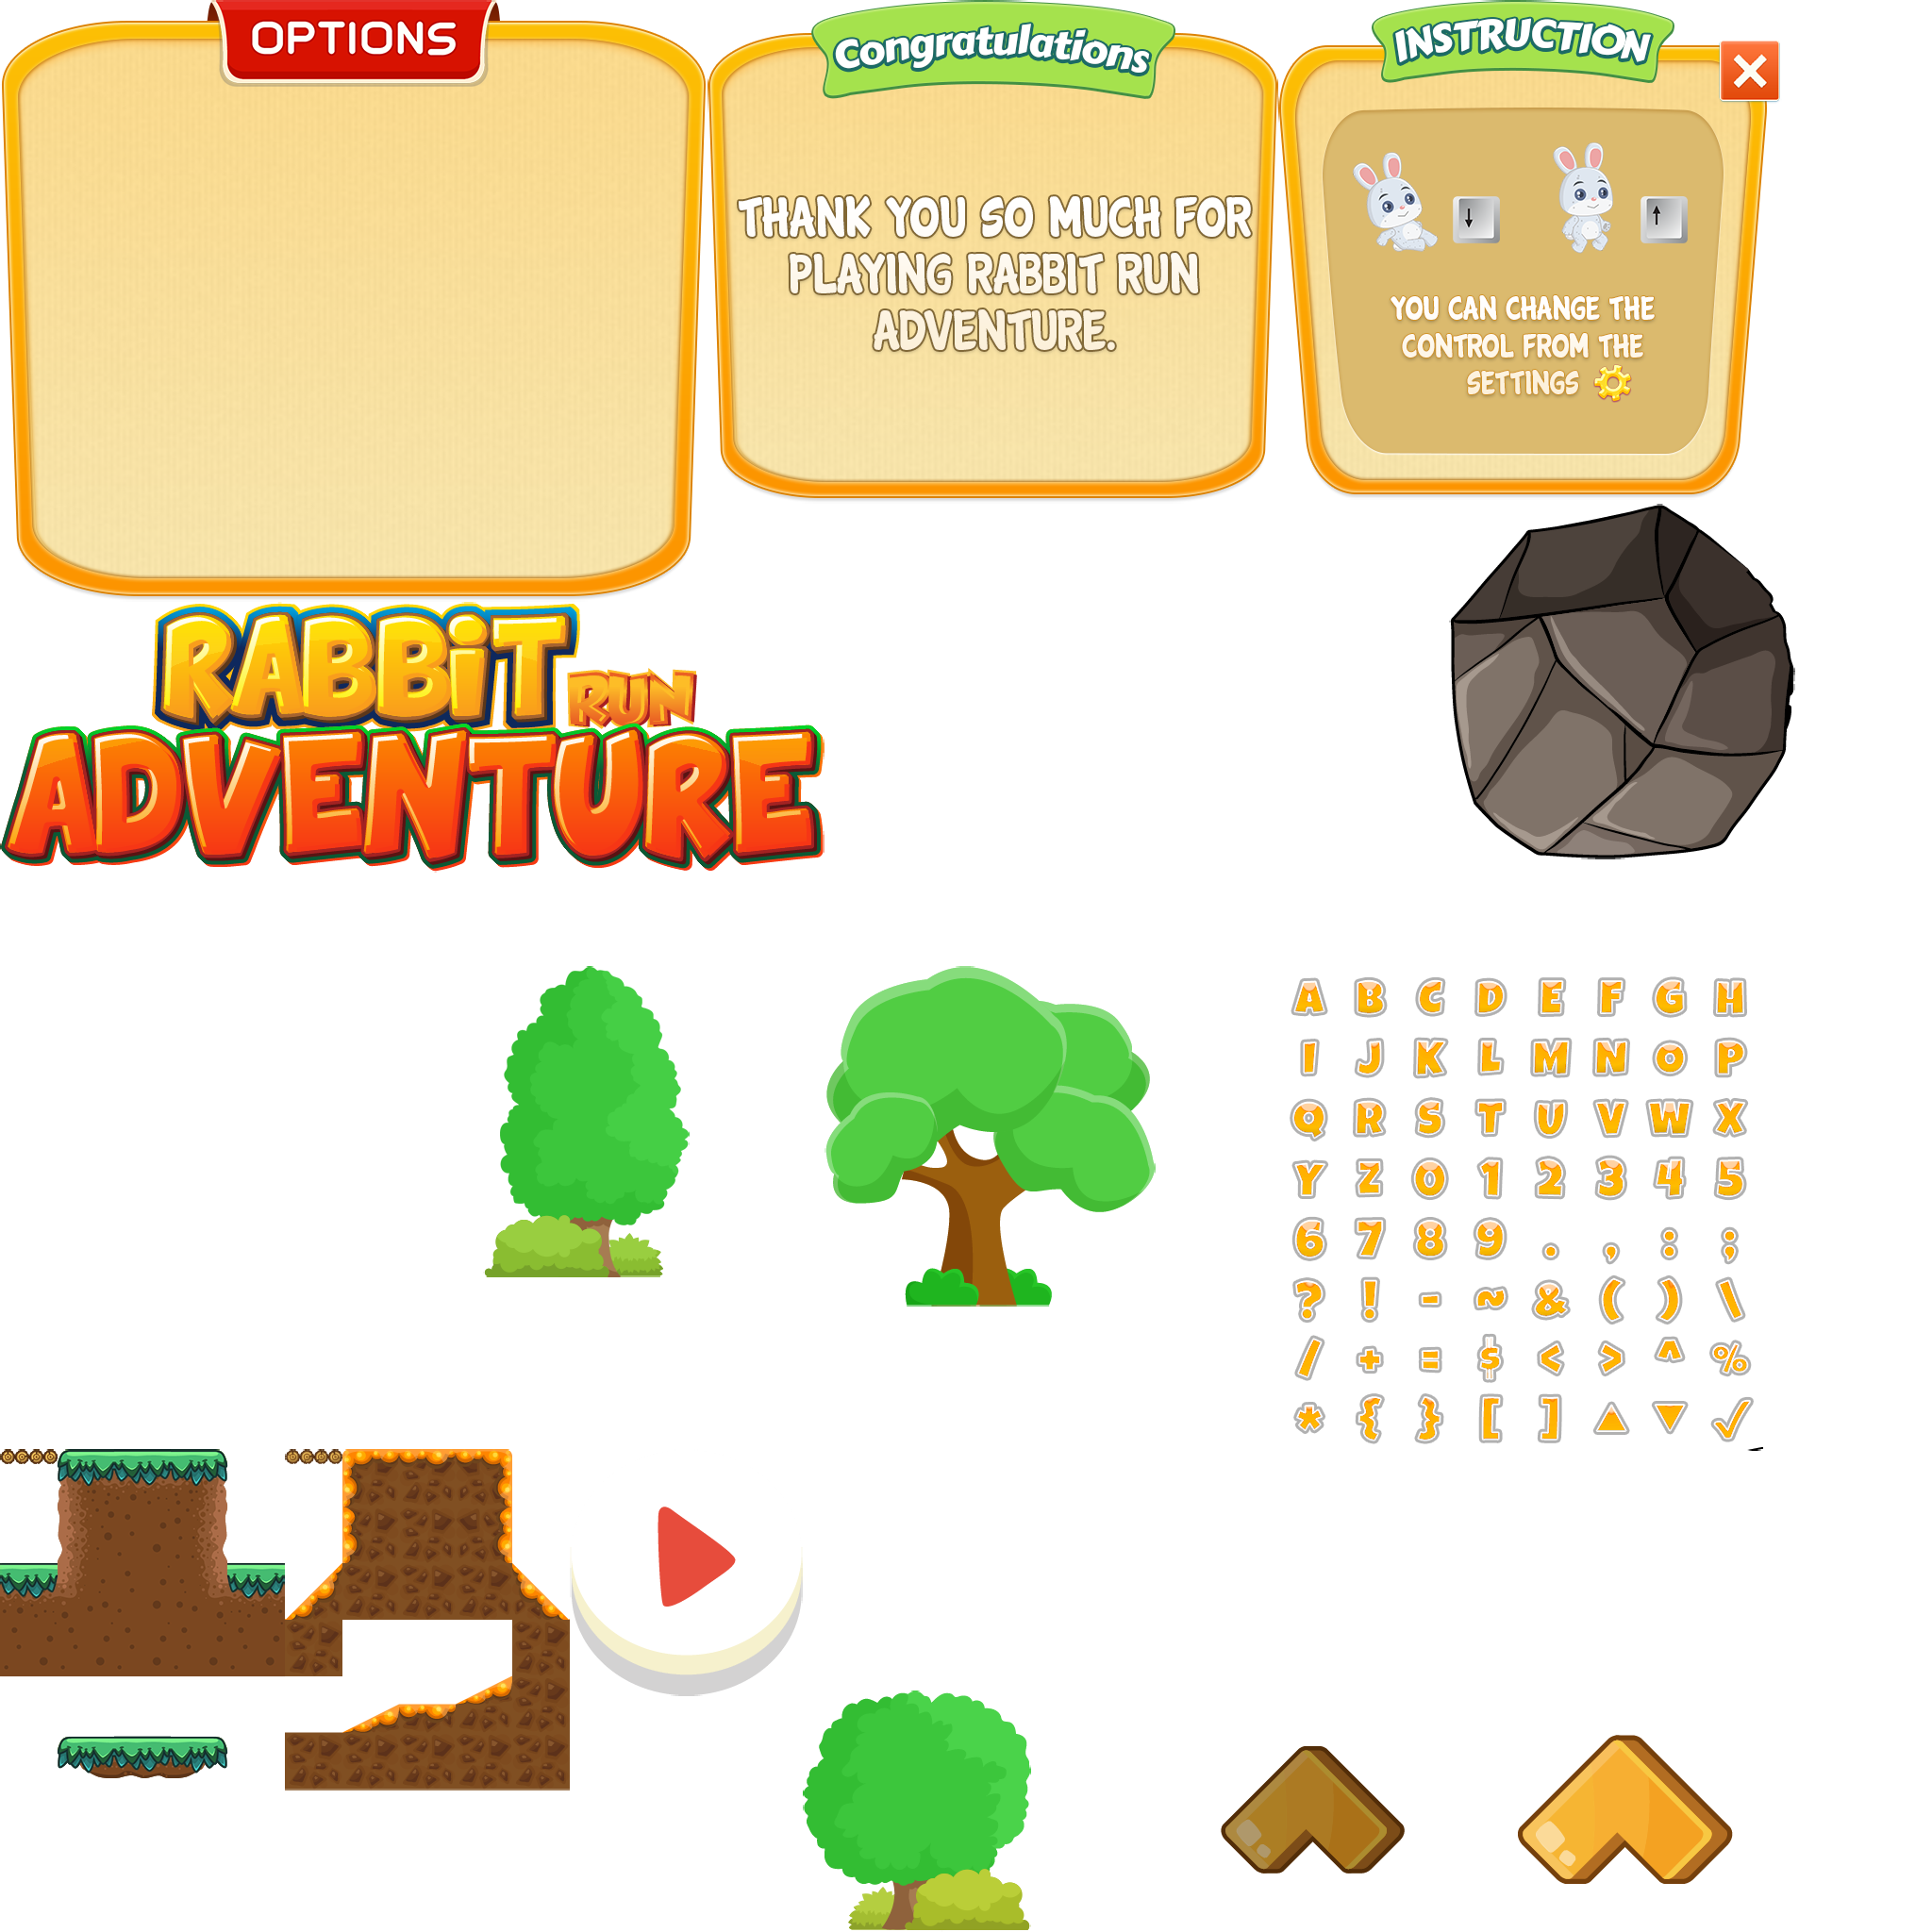 OPTIONS
Congratulations
THANK YOU SO MUCH FOR
PLAYING RABBIT RUN
ADVENTURE.
INSTRUCTION
YOU CAN CHANGE THE
CONTROL FROM THE
SETTINGS
RABBiT RUN
ADVENTURE
A B C D E F G H
I J K L M N O P
Q R S T U V W X
Y Z 0 1 2 3 4 5
6 7 8 9 . , : ;
? ! - ~ & ( ) \
/ + = $ < > ^ %
* { } [ ] ▲ ▼ ✓